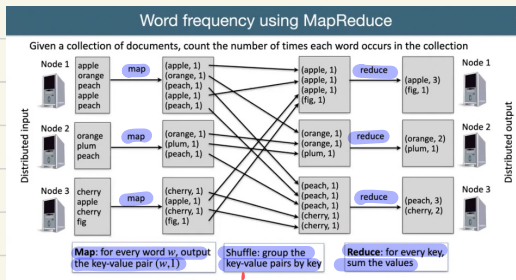 Word frequency using MapReduce
Given a collection of documents, count the number of times each word occurs in the collection
Distributed input
Node 1
apple
orange
peach
apple
peach
map
(apple, 1)
(orange, 1)
(peach, 1)
(apple, 1)
(peach, 1)
Node 2
orange
plum
peach
map
(orange, 1)
(plum, 1)
(peach, 1)
Node 3
cherry
apple
cherry
fig
map
(cherry, 1)
(apple, 1)
(cherry, 1)
(fig, 1)
(apple, 1)
(apple, 1)
(apple, 1)
(fig, 1)
reduce
(apple, 3)
(fig, 1)
Node 1
(orange, 1)
(orange, 1)
(plum, 1)
reduce
(orange, 2)
(plum, 1)
Node 2
(peach, 1)
(peach, 1)
(peach, 1)
(cherry, 1)
(cherry, 1)
reduce
(peach, 3)
(cherry, 2)
Node 3
Distributed output
Map: for every word w, output
the key-value pair (w,1)
Shuffle: group the
key-value pairs by key
Reduce: for every key,
sum the values